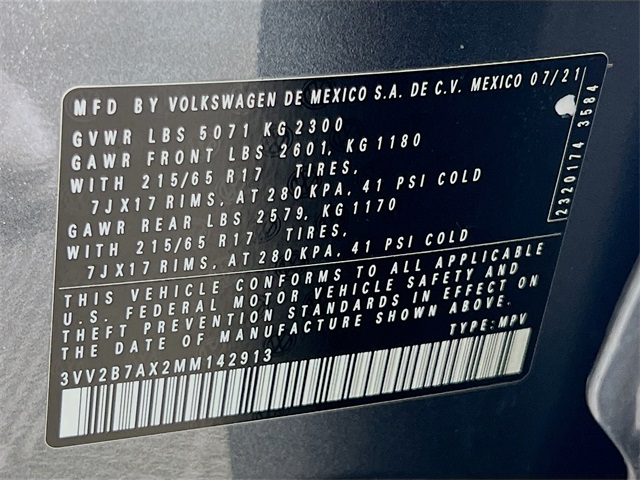 MFD BY VOLKSWAGEN DE MEXICO S.A. DE C.V. MEXICO 07/21
GVWR LBS 5071 KG 2300
GAWR FRONT LBS 2601, KG 1180
WITH 215/65 R17 TIRES,
7JX17 RIMS, AT 280 KPA, 41 PSI COLD
GAWR REAR LBS 2579, KG 1170
WITH 215/65 R17 TIRES,
7JX17 RIMS, AT 280 KPA, 41 PSI COLD
2320174 3584
THIS VEHICLE CONFORMS TO ALL APPLICABLE
U.S. FEDERAL MOTOR VEHICLE SAFETY AND
THEFT PREVENTION STANDARDS IN EFFECT ON
THE DATE OF MANUFACTURE SHOWN ABOVE.
TYPE: MPV
3VV2B7AX2MM142913